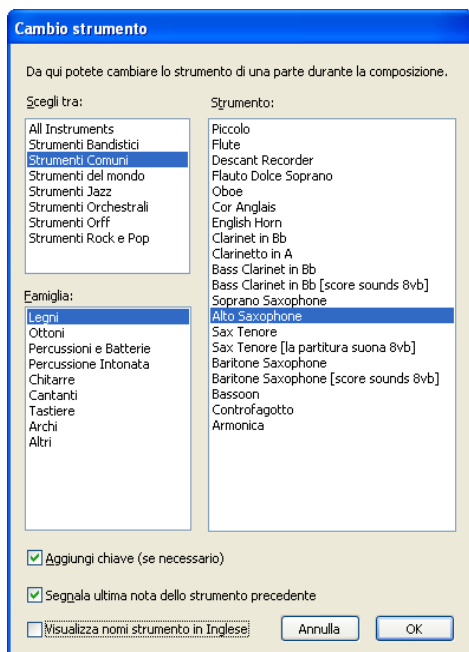 Cambio strumento
Da qui potete cambiare lo strumento di una parte durante la composizione.
Scegli tra:
All Instruments
Strumenti Bandistici
Strumenti Comuni
Strumenti del mondo
Strumenti Jazz
Strumenti Orchestrali
Strumenti Orff
Strumenti Rock e Pop
Famiglia:
Legni
Ottoni
Percussioni e Batterie
Percussione Intonata
Chitarre
Cantanti
Tastiere
Archi
Altri
Strumento:
Piccolo
Flute
Descant Recorder
Flauto Dolce Soprano
Oboe
Cor Anglais
English Horn
Clarinet in Bb
Clarinetto in A
Bass Clarinet in Bb
Bass Clarinet in Bb [score sounds 8vb]
Soprano Saxophone
Alto Saxophone
Sax Tenore
Sax Tenore [la partitura suona 8vb]
Baritone Saxophone
Baritone Saxophone [score sounds 8vb]
Bassoon
Controfagotto
Armonica
Aggiungi chiave (se necessario)
Segnala ultima nota dello strumento precedente
Visualizza nomi strumento in Inglese
Annulla
OK